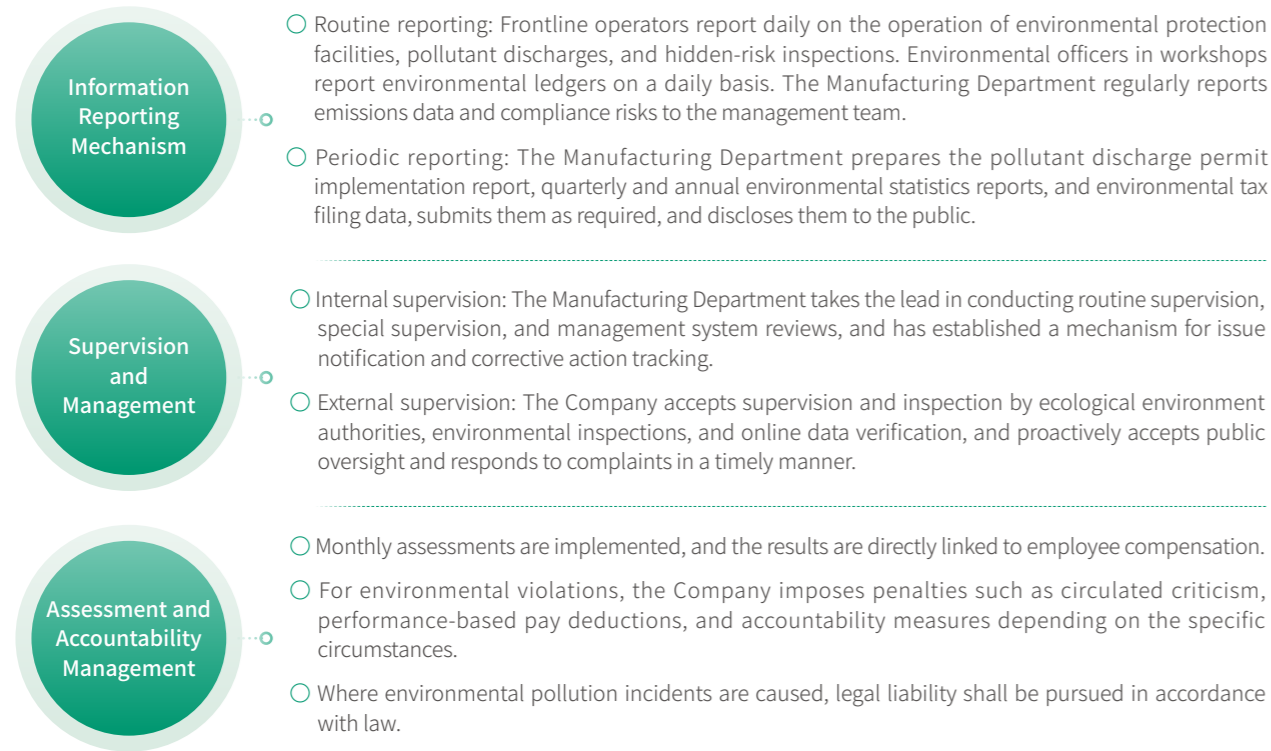 Information
Reporting
Mechanism
Routine reporting: Frontline operators report daily on the operation of environmental protection
facilities, pollutant discharges, and hidden-risk inspections. Environmental officers in workshops
report environmental ledgers on a daily basis. The Manufacturing Department regularly reports
emissions data and compliance risks to the management team.
Periodic reporting: The Manufacturing Department prepares the pollutant discharge permit
implementation report, quarterly and annual environmental statistics reports, and environmental tax
filing data, submits them as required, and discloses them to the public.
Supervision
and
Management
Internal supervision: The Manufacturing Department takes the lead in conducting routine supervision,
special supervision, and management system reviews, and has established a mechanism for issue
notification and corrective action tracking.
External supervision: The Company accepts supervision and inspection by ecological environment
authorities, environmental inspections, and online data verification, and proactively accepts public
oversight and responds to complaints in a timely manner.
Assessment and
Accountability
Management
Monthly assessments are implemented, and the results are directly linked to employee compensation.
For environmental violations, the Company imposes penalties such as circulated criticism,
performance-based pay deductions, and accountability measures depending on the specific
circumstances.
Where environmental pollution incidents are caused, legal liability shall be pursued in accordance
with law.